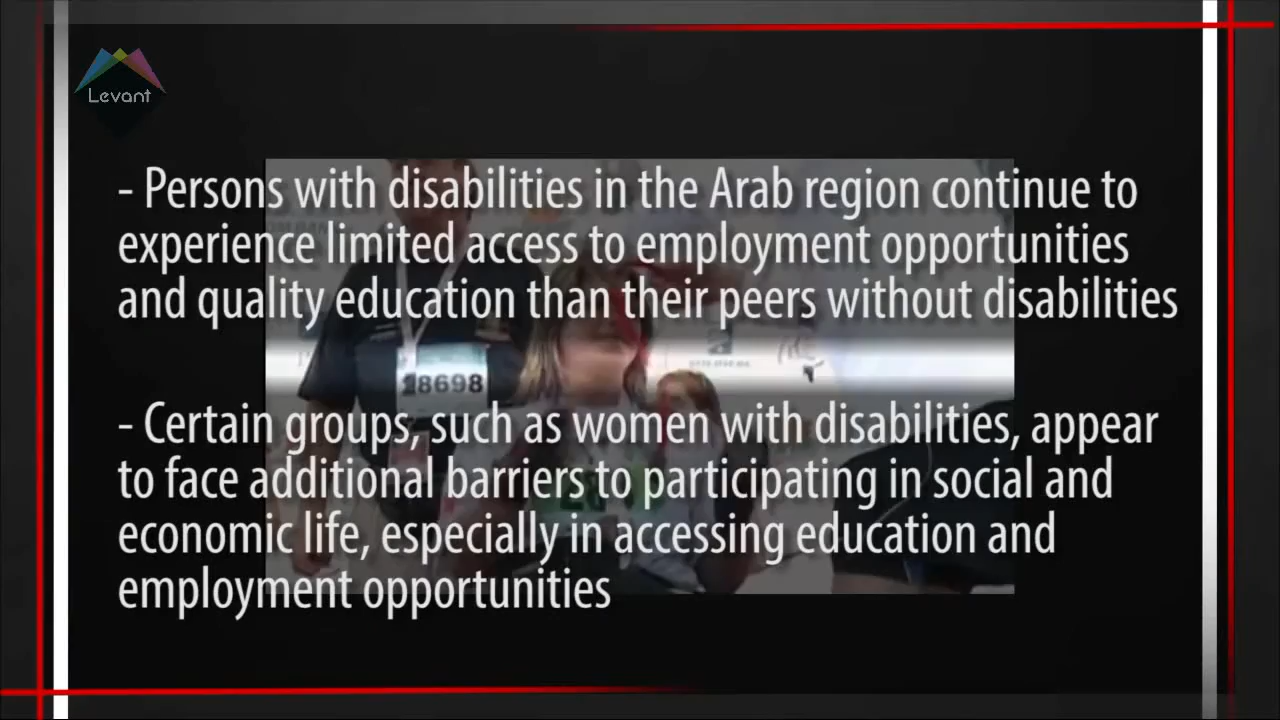 Levant
- Persons with disabilities in the Arab region continue to
experience limited access to employment opportunities
and quality education than their peers without disabilities
18698
- Certain groups, such as women with disabilities, appear
to face additional barriers to participating in social and
economic life, especially in accessing education and
employment opportunities